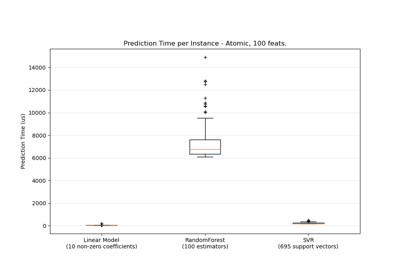 Prediction Time per Instance - Atomic, 100 feats.
14000
12000
10000
8000
6000
4000
2000
0
Prediction Time (us)
Linear Model
(10 non-zero coefficients)
RandomForest
(100 estimators)
SVR
(695 support vectors)